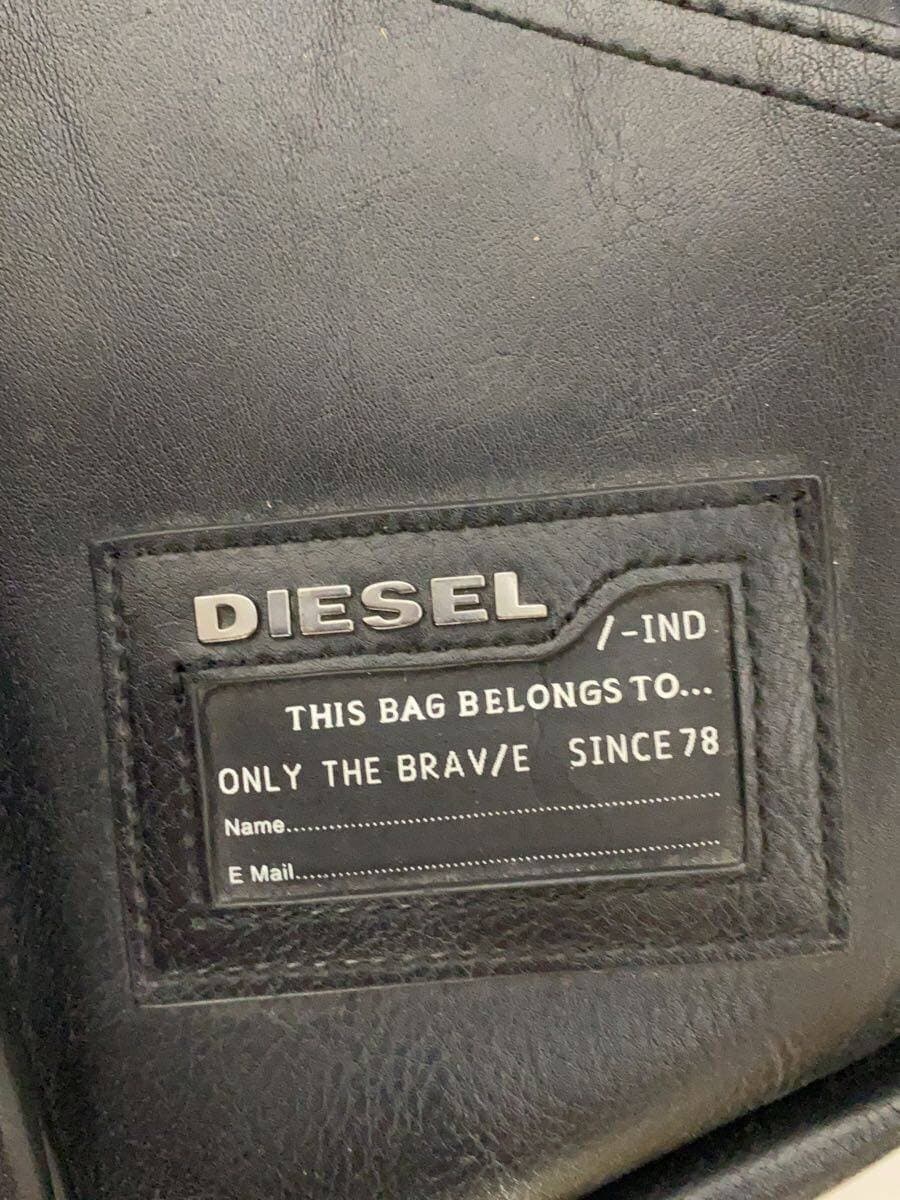 DIESEL
/-IND
THIS BAG BELONGS TO...
ONLY THE BRAV/E SINCE 78
Name................................................................
E Mail................................................................